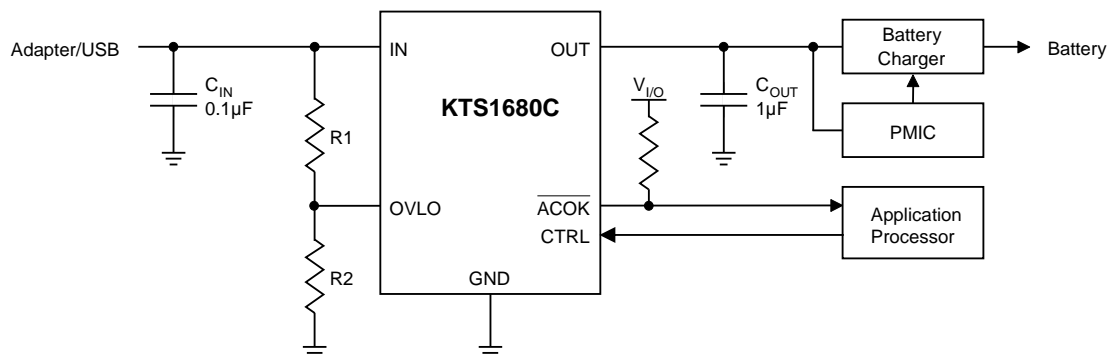 Adapter/USB
C_IN
0.1µF
R1
R2
IN
OVLO
KTS1680C
GND
OUT
ACOK
CTRL
V_I/O
C_OUT
1µF
Battery
Charger
PMIC
Application
Processor
Battery